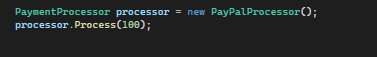 PaymentProcessor processor = new PayPalProcessor();
processor.Process(100);